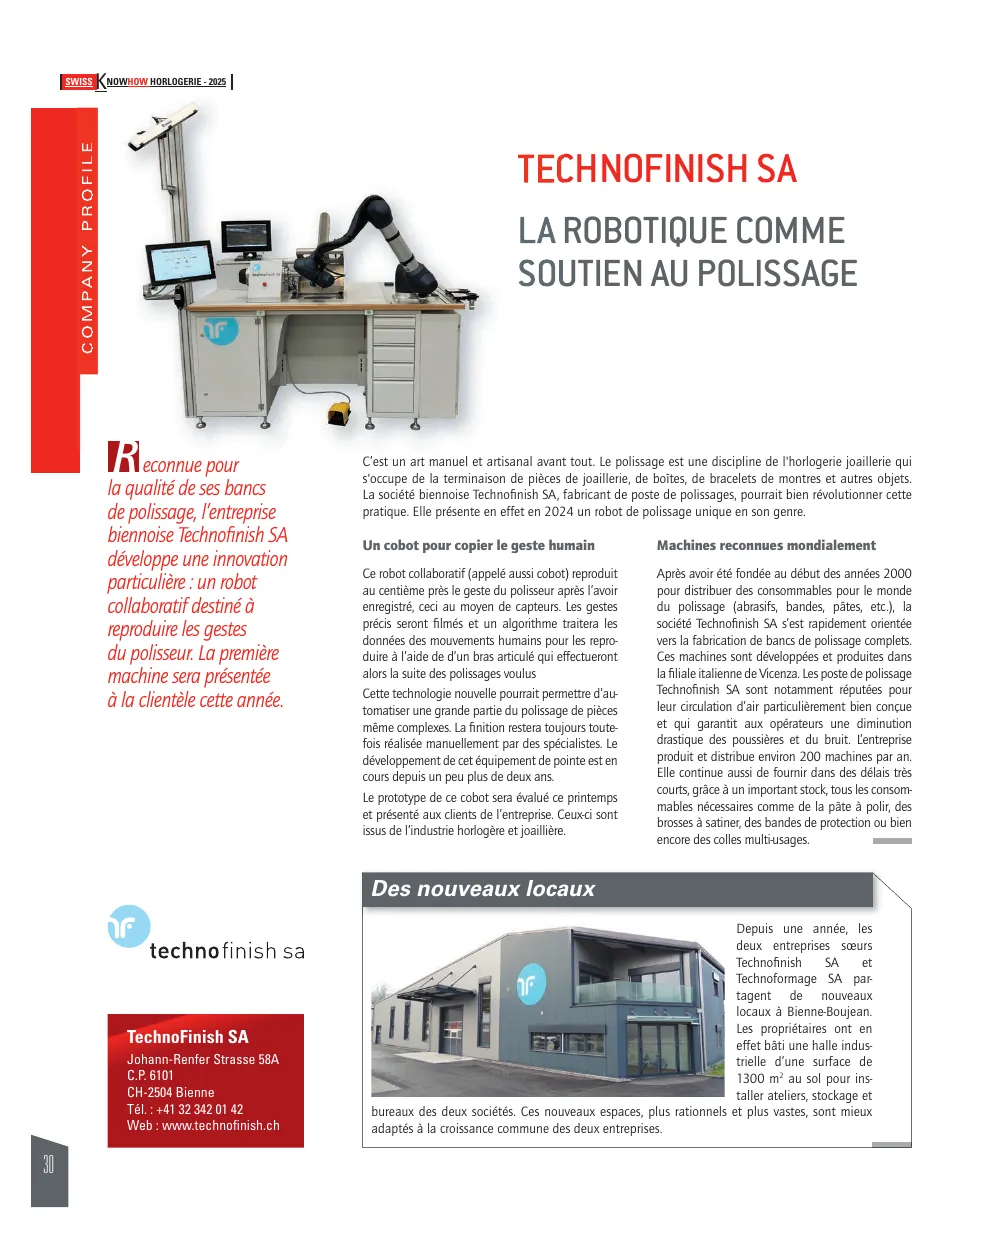 SWISS KNOWHOW HORLOGERIE - 2025
COMPANY PROFILE
TECHNOFINISH SA
LA ROBOTIQUE COMME
SOUTIEN AU POLISSAGE
Reconnue pour
la qualité de ses bancs
de polissage, l'entreprise
biennoise Technofinish SA
développe une innovation
particulière : un robot
collaboratif destiné à
reproduire les gestes
du polisseur. La première
machine sera présentée
à la clientèle cette année.
C'est un art manuel et artisanal avant tout. Le polissage est une discipline de l'horlogerie joaillerie qui
s'occupe de la terminaison de pièces de joaillerie, de boîtes, de bracelets de montres et autres objets.
La société biennoise Technofinish SA, fabricant de poste de polissages, pourrait bien révolutionner cette
pratique. Elle présente en effet en 2024 un robot de polissage unique en son genre.
Un cobot pour copier le geste humain
Ce robot collaboratif (appelé aussi cobot) reproduit
au centième près le geste du polisseur après l'avoir
enregistré, ceci au moyen de capteurs. Les gestes
précis seront filmés et un algorithme traitera les
données des mouvements humains pour les repro-
duire à l'aide de d'un bras articulé qui effectueront
alors la suite des polissages voulus
Cette technologie nouvelle pourrait permettre d'au-
tomatiser une grande partie du polissage de pièces
même complexes. La finition restera toujours toute-
fois réalisée manuellement par des spécialistes. Le
développement de cet équipement de pointe est en
cours depuis un peu plus de deux ans.
Le prototype de ce cobot sera évalué ce printemps
et présenté aux clients de l'entreprise. Ceux-ci sont
issus de l'industrie horlogère et joaillière.
Machines reconnues mondialement
Après avoir été fondée au début des années 2000
pour distribuer des consommables pour le monde
du polissage (abrasifs, bandes, pâtes, etc.), la
société Technofinish SA s'est rapidement orientée
vers la fabrication de bancs de polissage complets.
Ces machines sont développées et produites dans
la filiale italienne de Vicenza. Les poste de polissage
Technofinish SA sont notamment réputées pour
leur circulation d'air particulièrement bien conçue
et qui garantit aux opérateurs une diminution
drastique des poussières et du bruit. L'entreprise
produit et distribue environ 200 machines par an.
Elle continue aussi de fournir dans des délais très
courts, grâce à un important stock, tous les consom-
mables nécessaires comme de la pâte à polir, des
brosses à satiner, des bandes de protection ou bien
encore des colles multi-usages.
Des nouveaux locaux
Depuis une année, les
deux entreprises sœurs
Technofinish SA et
Technoformage SA par-
tagent de nouveaux
locaux à Bienne-Boujean.
Les propriétaires ont en
effet bâti une halle indus-
trielle d'une surface de
1300 m² au sol pour ins-
taller ateliers, stockage et
bureaux des deux sociétés. Ces nouveaux espaces, plus rationnels et plus vastes, sont mieux
adaptés à la croissance commune des deux entreprises.
technofinish sa
TechnoFinish SA
Johann-Renfer Strasse 58A
C.P. 6101
CH-2504 Bienne
Tél. : +41 32 342 01 42
Web : www.technofinish.ch
30